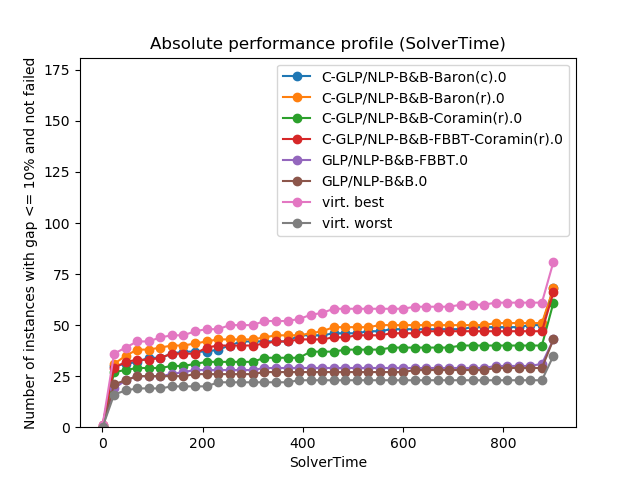 Absolute performance profile (SolverTime)
Number of instances with gap <= 10% and not failed
175
150
125
100
75
50
25
0
C-GLP/NLP-B&B-Baron(c).0
C-GLP/NLP-B&B-Baron(r).0
C-GLP/NLP-B&B-Coramin(r).0
C-GLP/NLP-B&B-FBBT-Coramin(r).0
GLP/NLP-B&B-FBBT.0
GLP/NLP-B&B.0
virt. best
virt. worst
0 200 400 600 800
SolverTime